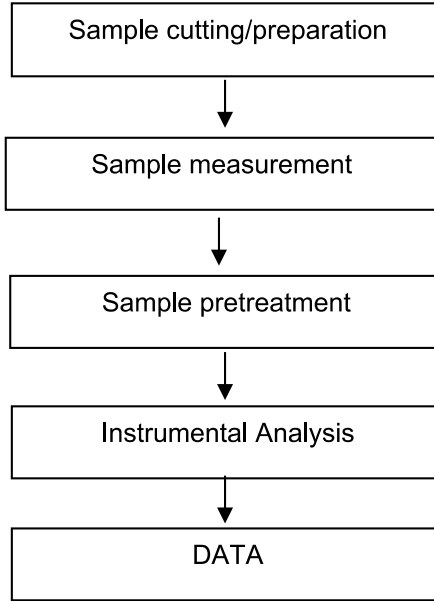 Sample cutting/preparation
Sample measurement
Sample pretreatment
Instrumental Analysis
DATA